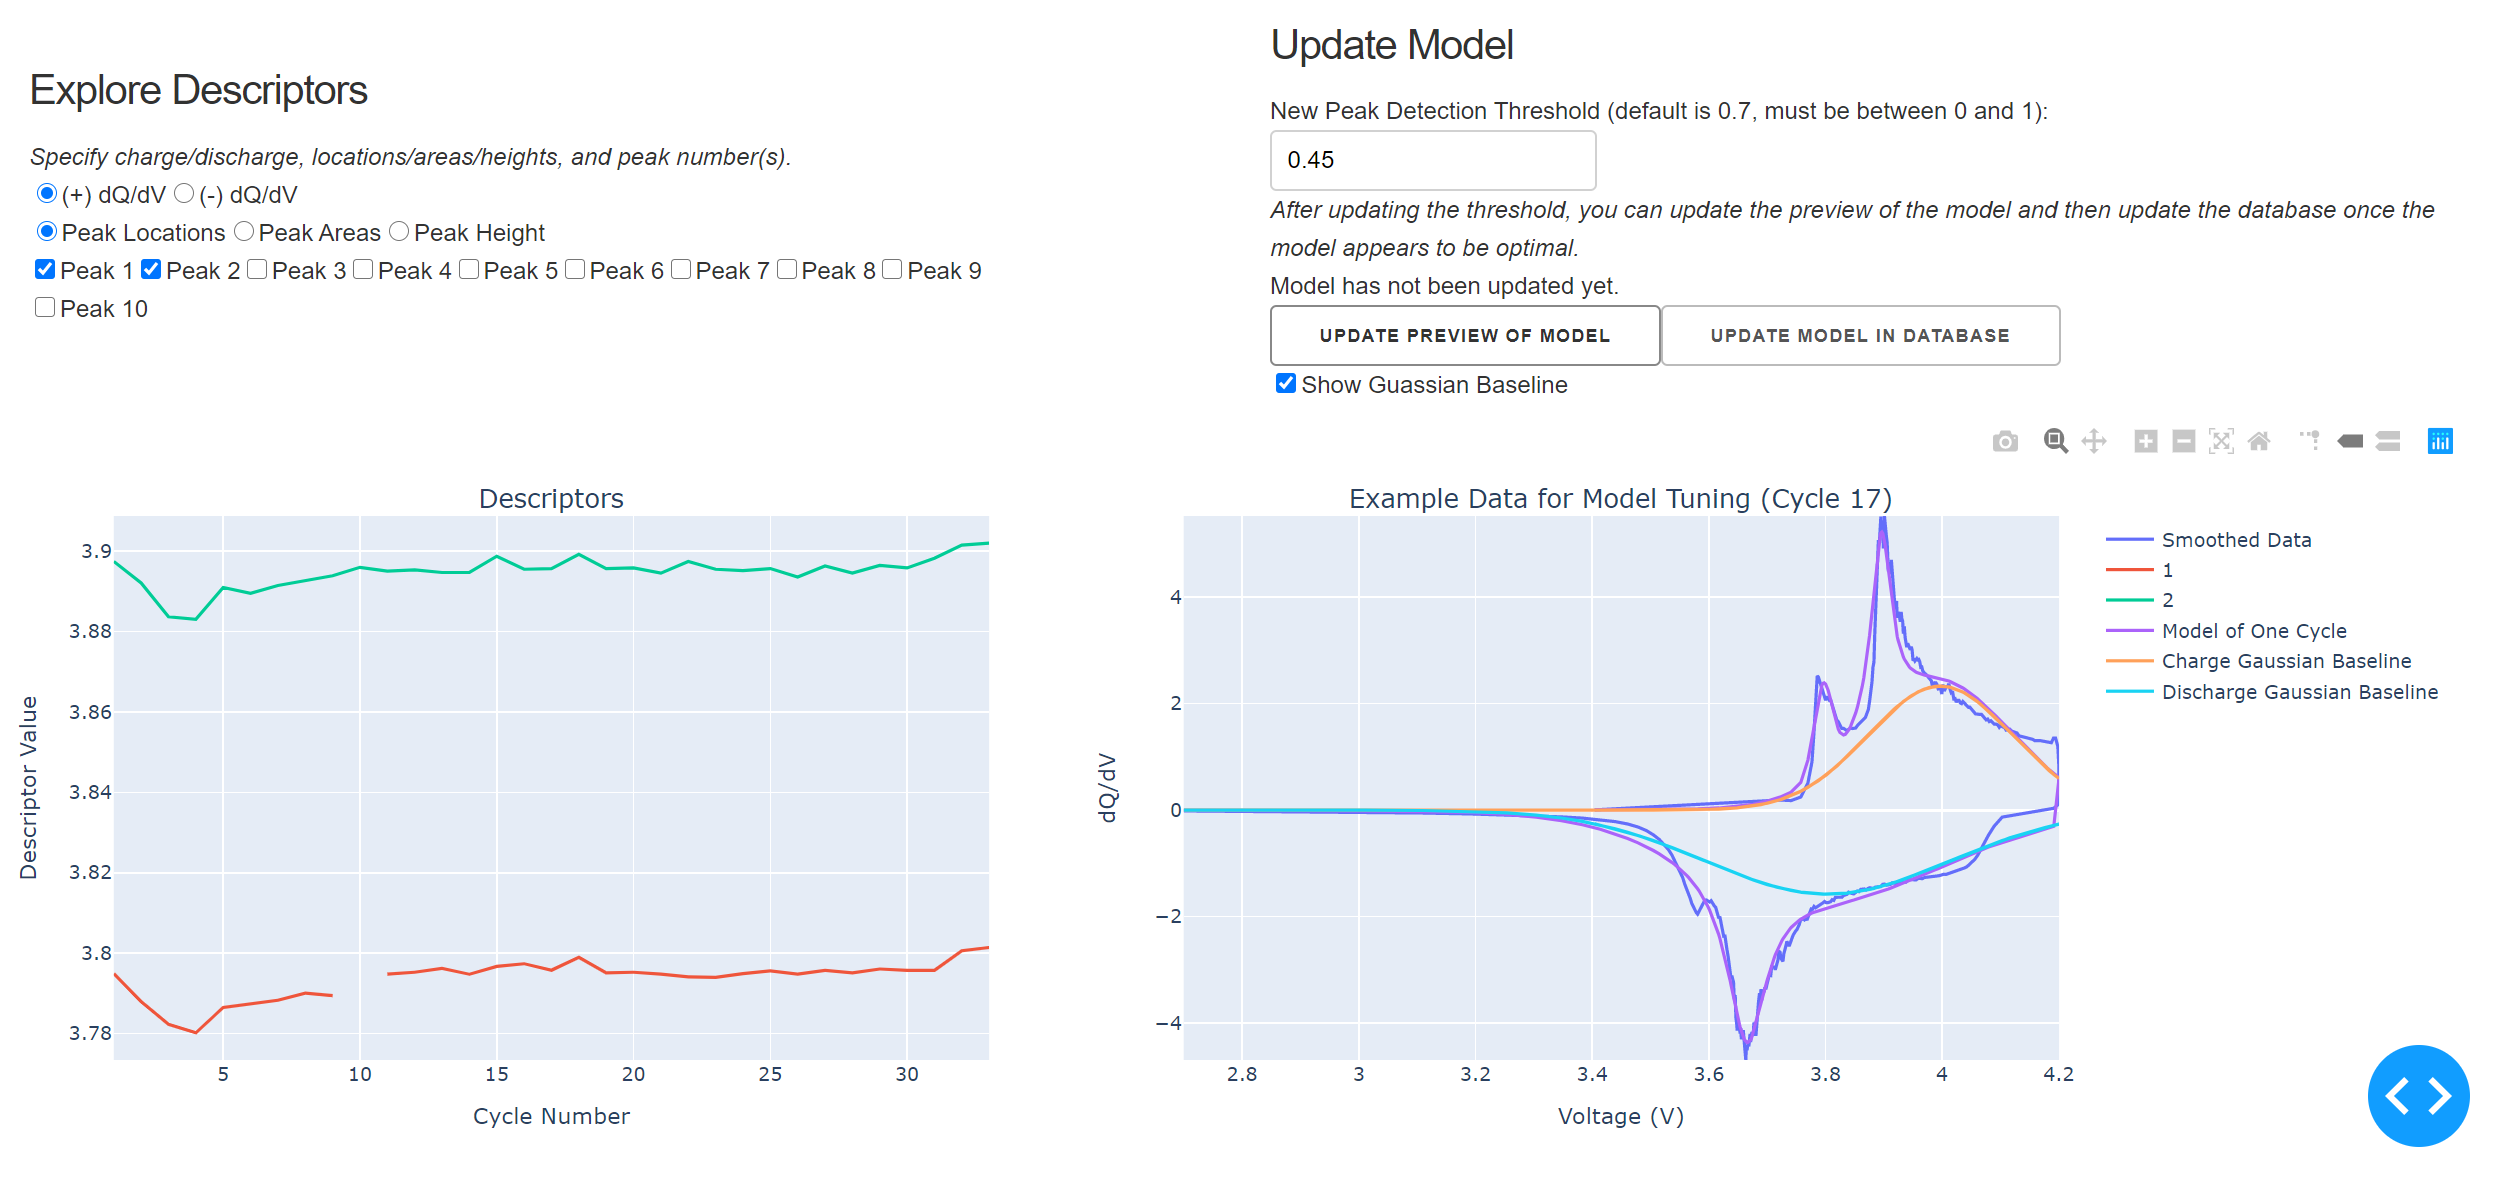 Explore Descriptors
Specify charge/discharge, locations/areas/heights, and peak number(s).
(+) dQ/dV (-) dQ/dV
Peak Locations Peak Areas Peak Height
Peak 1 Peak 2 Peak 3 Peak 4 Peak 5 Peak 6 Peak 7 Peak 8 Peak 9
Peak 10
Update Model
New Peak Detection Threshold (default is 0.7, must be between 0 and 1):
0.45
After updating the threshold, you can update the preview of the model and then update the database once the
model appears to be optimal.
Model has not been updated yet.
UPDATE PREVIEW OF MODEL UPDATE MODEL IN DATABASE
Show Guassian Baseline
Descriptors
Descriptor Value
3.9
3.88
3.86
3.84
3.82
3.8
3.78
5 10 15 20 25 30
Cycle Number
Example Data for Model Tuning (Cycle 17)
dQ/dV
4
2
0
−2
−4
2.8 3 3.2 3.4 3.6 3.8 4 4.2
Voltage (V)
Smoothed Data
1
2
Model of One Cycle
Charge Gaussian Baseline
Discharge Gaussian Baseline